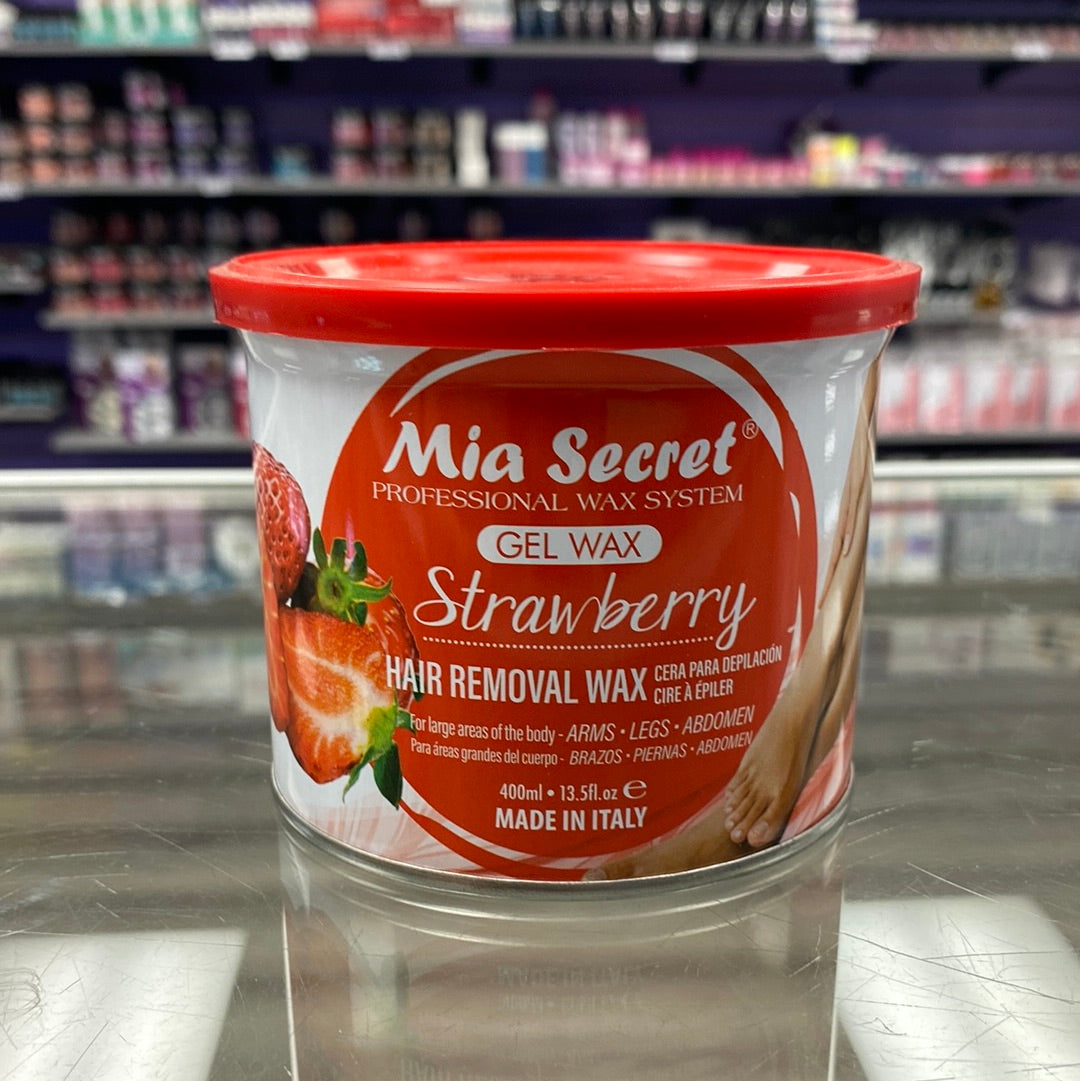 Mia Secret®
PROFESSIONAL WAX SYSTEM
GEL WAX
Strawberry
HAIR REMOVAL WAX
CERA PARA DEPILACIÓN
CIRE À ÉPILER
For large areas of the body - ARMS • LEGS • ABDOMEN
Para áreas grandes del cuerpo - BRAZOS • PIERNAS • ABDOMEN
400ml • 13.5fl.oz ℮
MADE IN ITALY